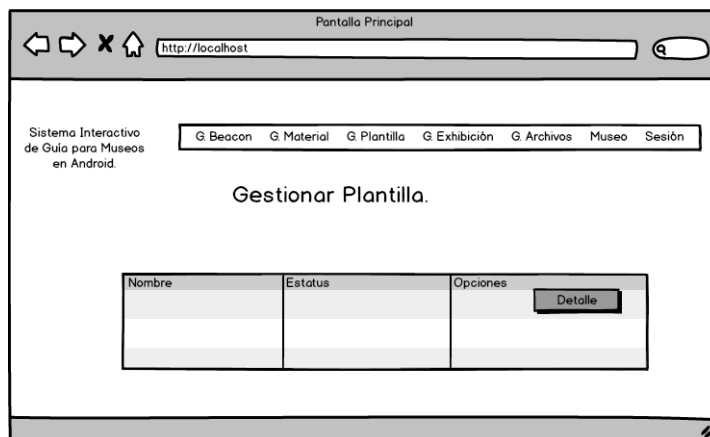 Pantalla Principal
http://localhost
Sistema Interactivo
de Guía para Museos
en Android.
G. Beacon G. Material G. Plantilla G. Exhibición G. Archivos Museo Sesión
Gestionar Plantilla.
Nombre Estatus Opciones
Detalle